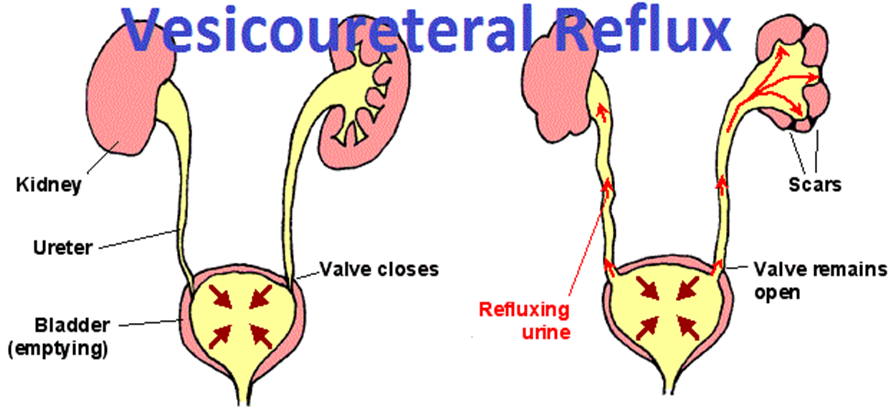 Vesicoureteral Reflux
Kidney
Ureter
Bladder
(emptying)
Valve closes
Refluxing
urine
Scars
Valve remains
open